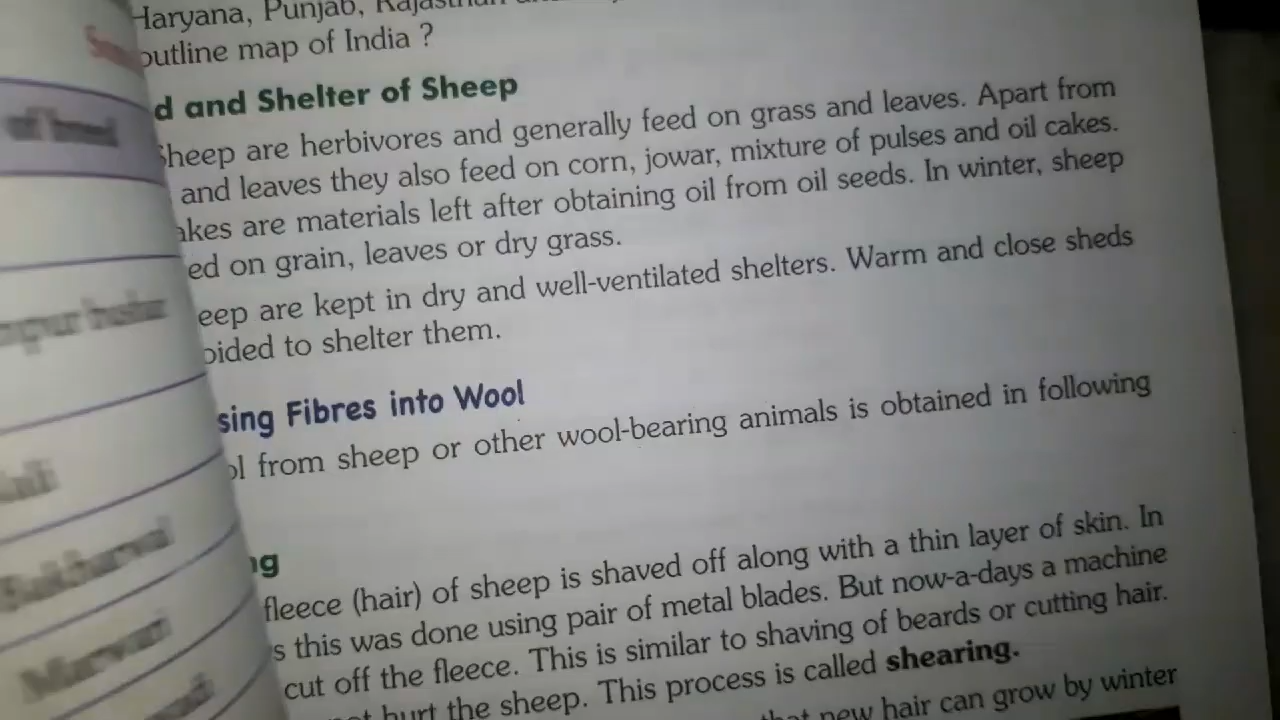 Haryana, Punjab, Rajasthan
outline map of India ?
d and Shelter of Sheep
Sheep are herbivores and generally feed on grass and leaves. Apart from
and leaves they also feed on corn, jowar, mixture of pulses and oil cakes.
akes are materials left after obtaining oil from oil seeds. In winter, sheep
ed on grain, leaves or dry grass.
eep are kept in dry and well-ventilated shelters. Warm and close sheds
oided to shelter them.
sing Fibres into Wool
ol from sheep or other wool-bearing animals is obtained in following
ng
fleece (hair) of sheep is shaved off along with a thin layer of skin. In
s this was done using pair of metal blades. But now-a-days a machine
cut off the fleece. This is similar to shaving of beards or cutting hair.
not hurt the sheep. This process is called shearing.
that new hair can grow by winter